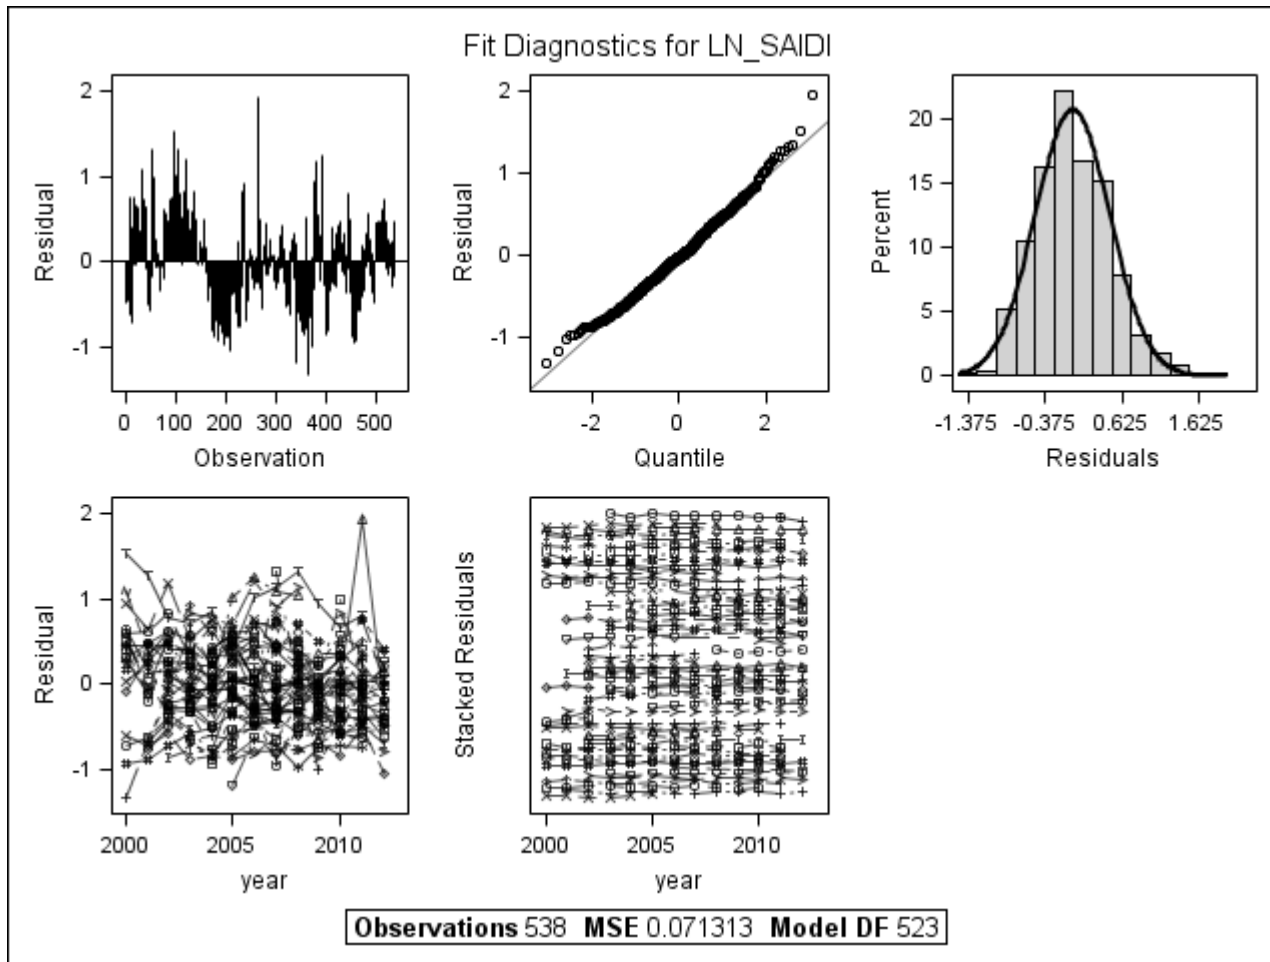 Fit Diagnostics for LN_SAIDI
2
1
0
-1
Residual
0 100 200 300 400 500
Observation
2
1
0
-1
Residual
-2 0 2
Quantile
20
15
10
5
0
Percent
-1.375 -0.375 0.625 1.625
Residuals
2
1
0
-1
Residual
2000 2005 2010
year
Stacked Residuals
2000 2005 2010
year
Observations 538 MSE 0.071313 Model DF 523